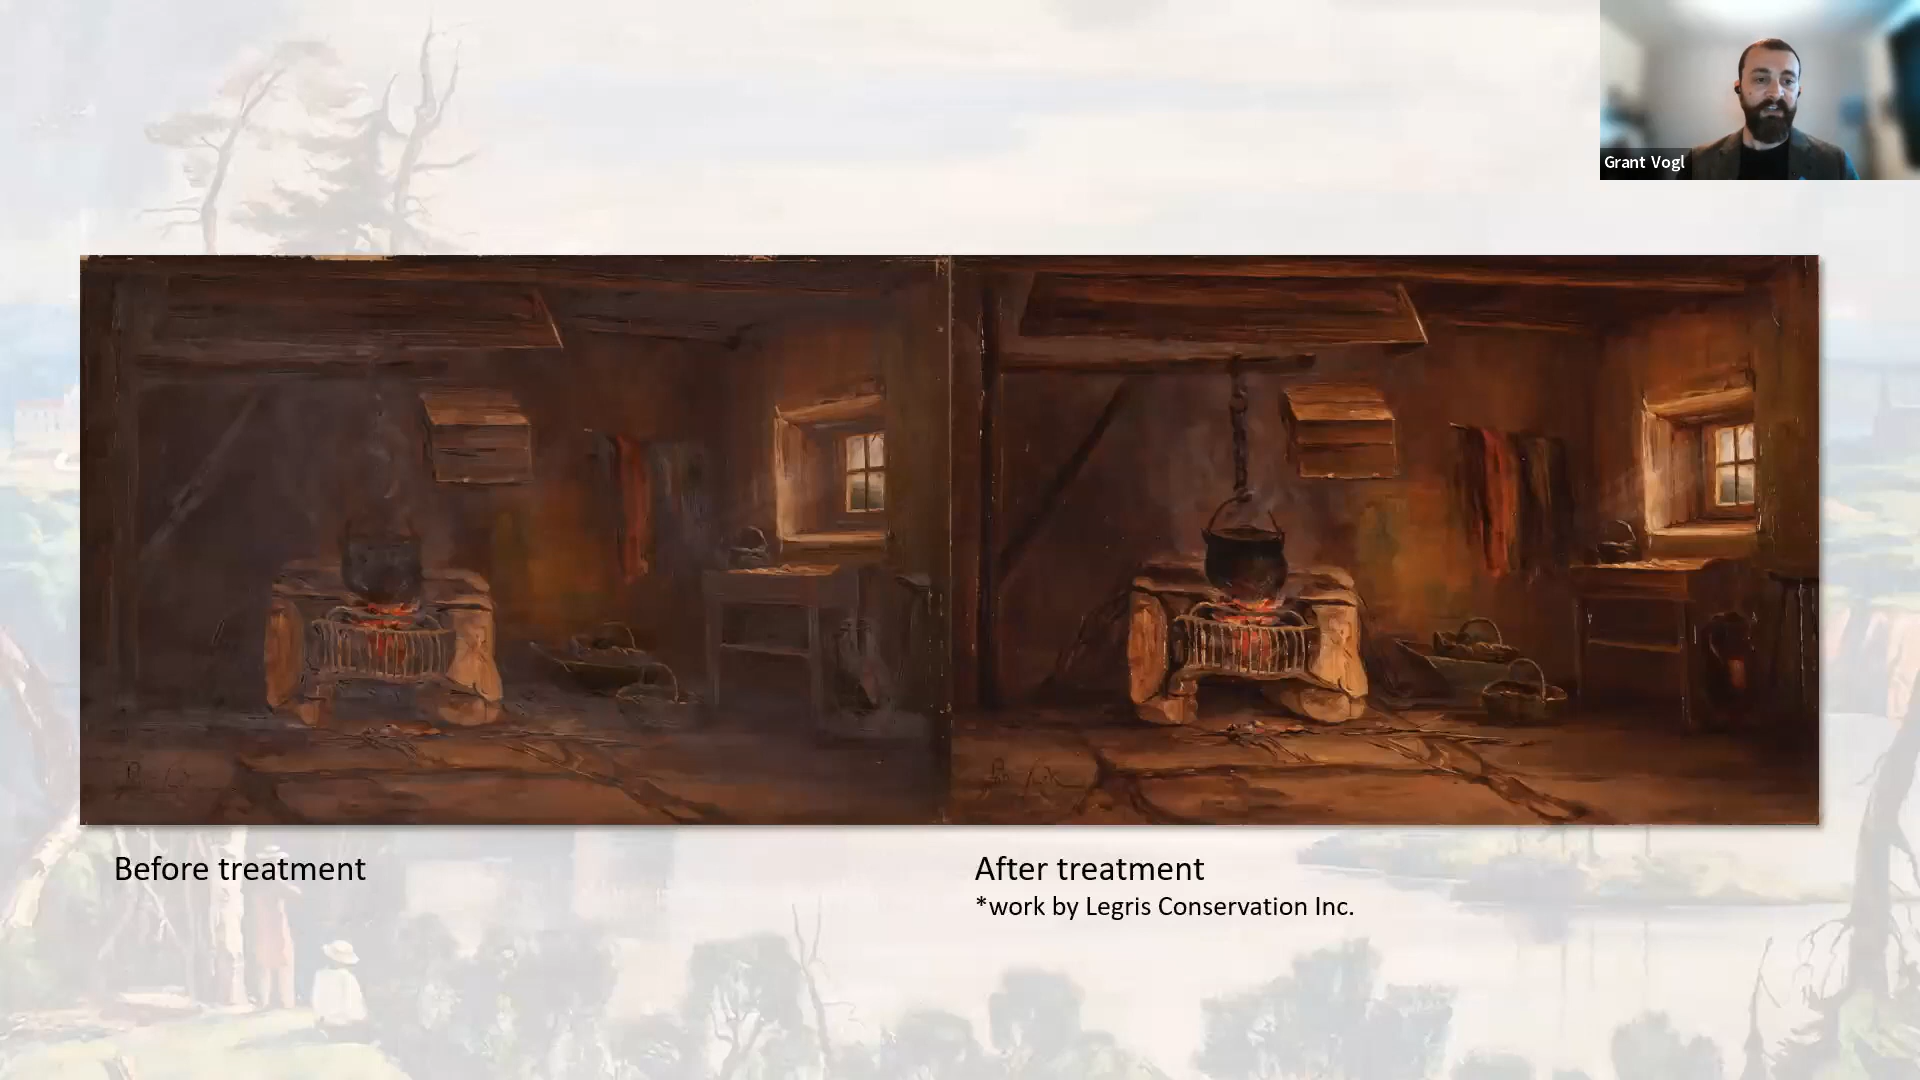 Grant Vogl
Before treatment
After treatment
*work by Legris Conservation Inc.